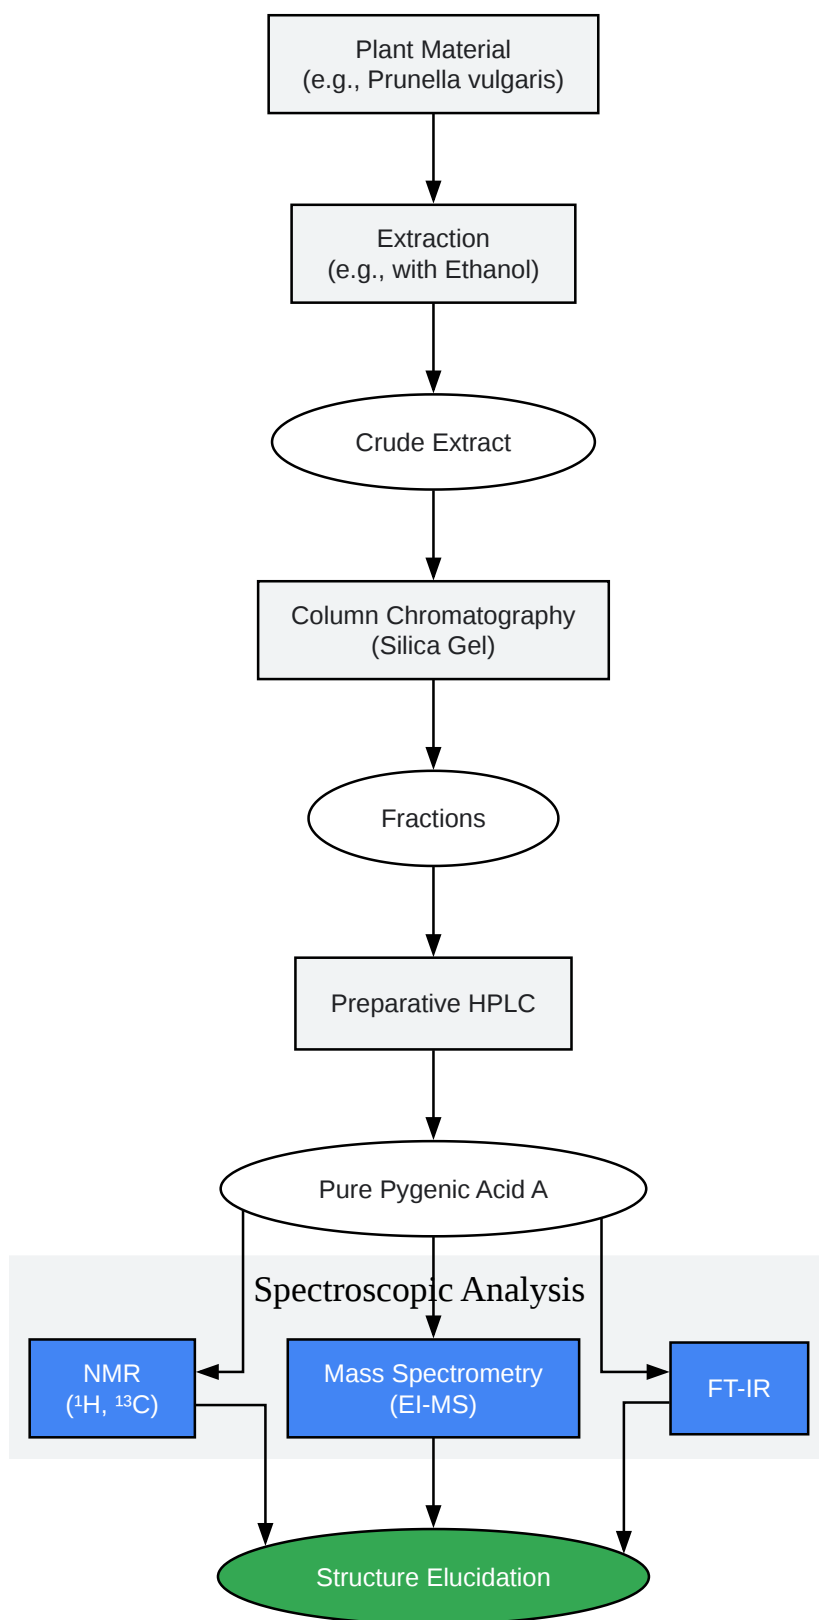 Plant Material
(e.g., Prunella vulgaris)
Extraction
(e.g., with Ethanol)
Crude Extract
Column Chromatography
(Silica Gel)
Fractions
Preparative HPLC
Pure Pygenic Acid A
Spectroscopic Analysis
NMR
(¹H, ¹³C)
Mass Spectrometry
(EI-MS)
FT-IR
Structure Elucidation